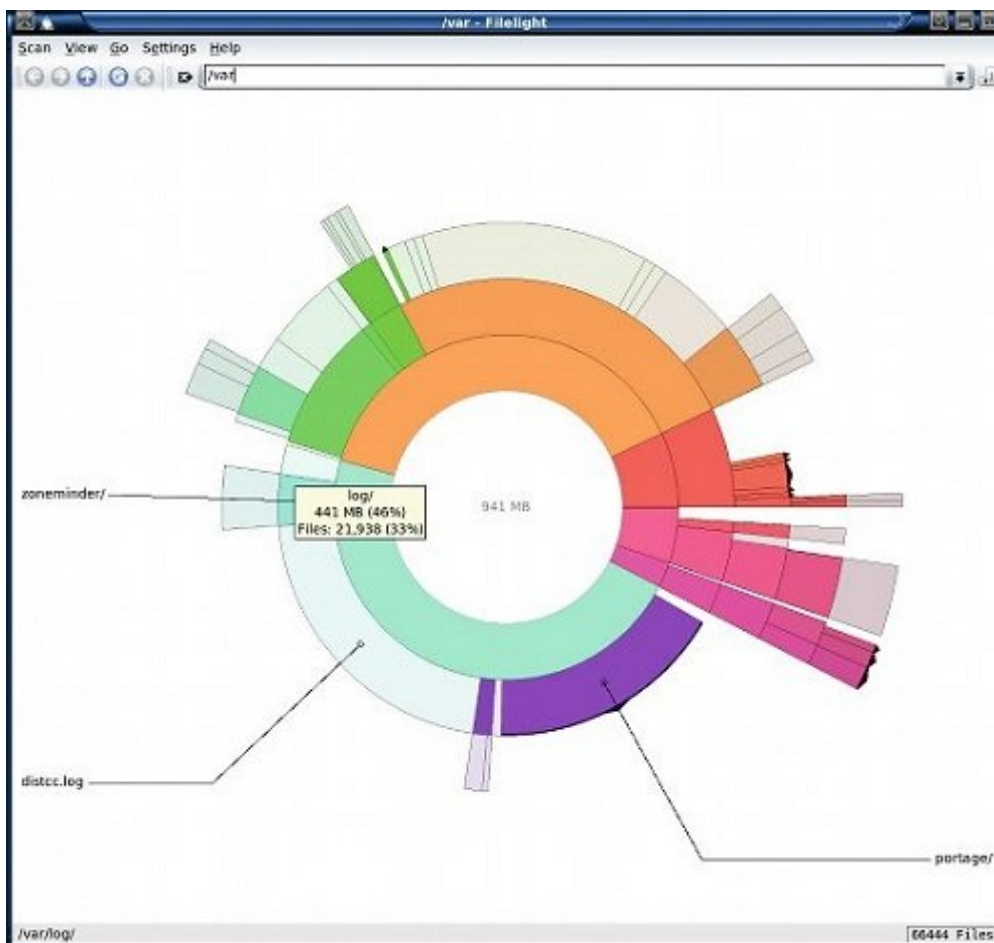 /var - Filelight
Scan View Go Settings Help
/var
zoneminder/
log/
441 MB (46%)
Files: 21,938 (33%)
941 MB
distcc.log
portage/
/var/log/
66444 Files